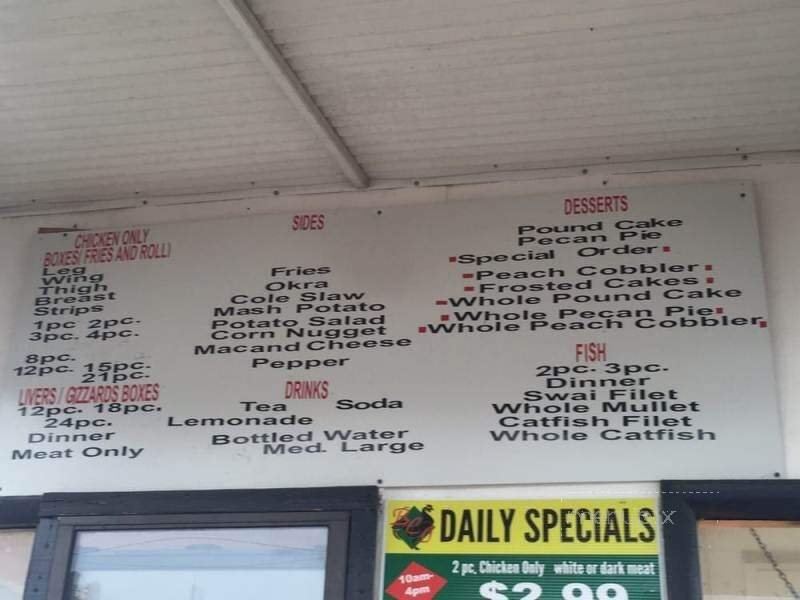 CHICKEN ONLY
BOXES( FRIES AND ROLL)
Leg
Wing
Thigh
Breast
Strips
1pc 2pc.
3pc. 4pc.
8pc.
12pc. 15pc.
21pc.
LIVERS / GIZZARDS BOXES
12pc. 18pc.
24pc.
Dinner
Meat Only
SIDES
Fries
Okra
Cole Slaw
Mash Potato
Potato Salad
Corn Nugget
Macand Cheese
Pepper
DRINKS
Tea Soda
Lemonade
Bottled Water
Med. Large
DESSERTS
Pound Cake
Pecan Pie
Special Order
Peach Cobbler
Frosted Cakes
Whole Pound Cake
Whole Pecan Pie
Whole Peach Cobbler
FISH
2pc. 3pc.
Dinner
Swai Filet
Whole Mullet
Catfish Filet
Whole Catfish
DAILY SPECIALS
2 pc, Chicken Only white or dark meat
10am-
4pm
$2.99